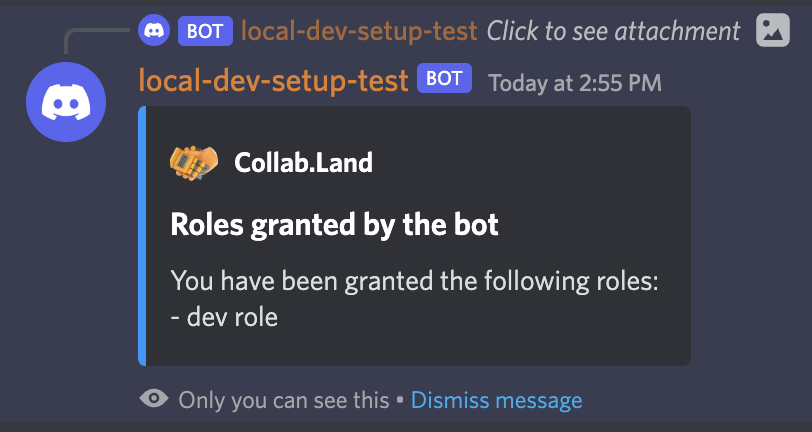 BOT local-dev-setup-test Click to see attachment
local-dev-setup-test BOT Today at 2:55 PM
Collab.Land
Roles granted by the bot
You have been granted the following roles:
- dev role
Only you can see this • Dismiss message